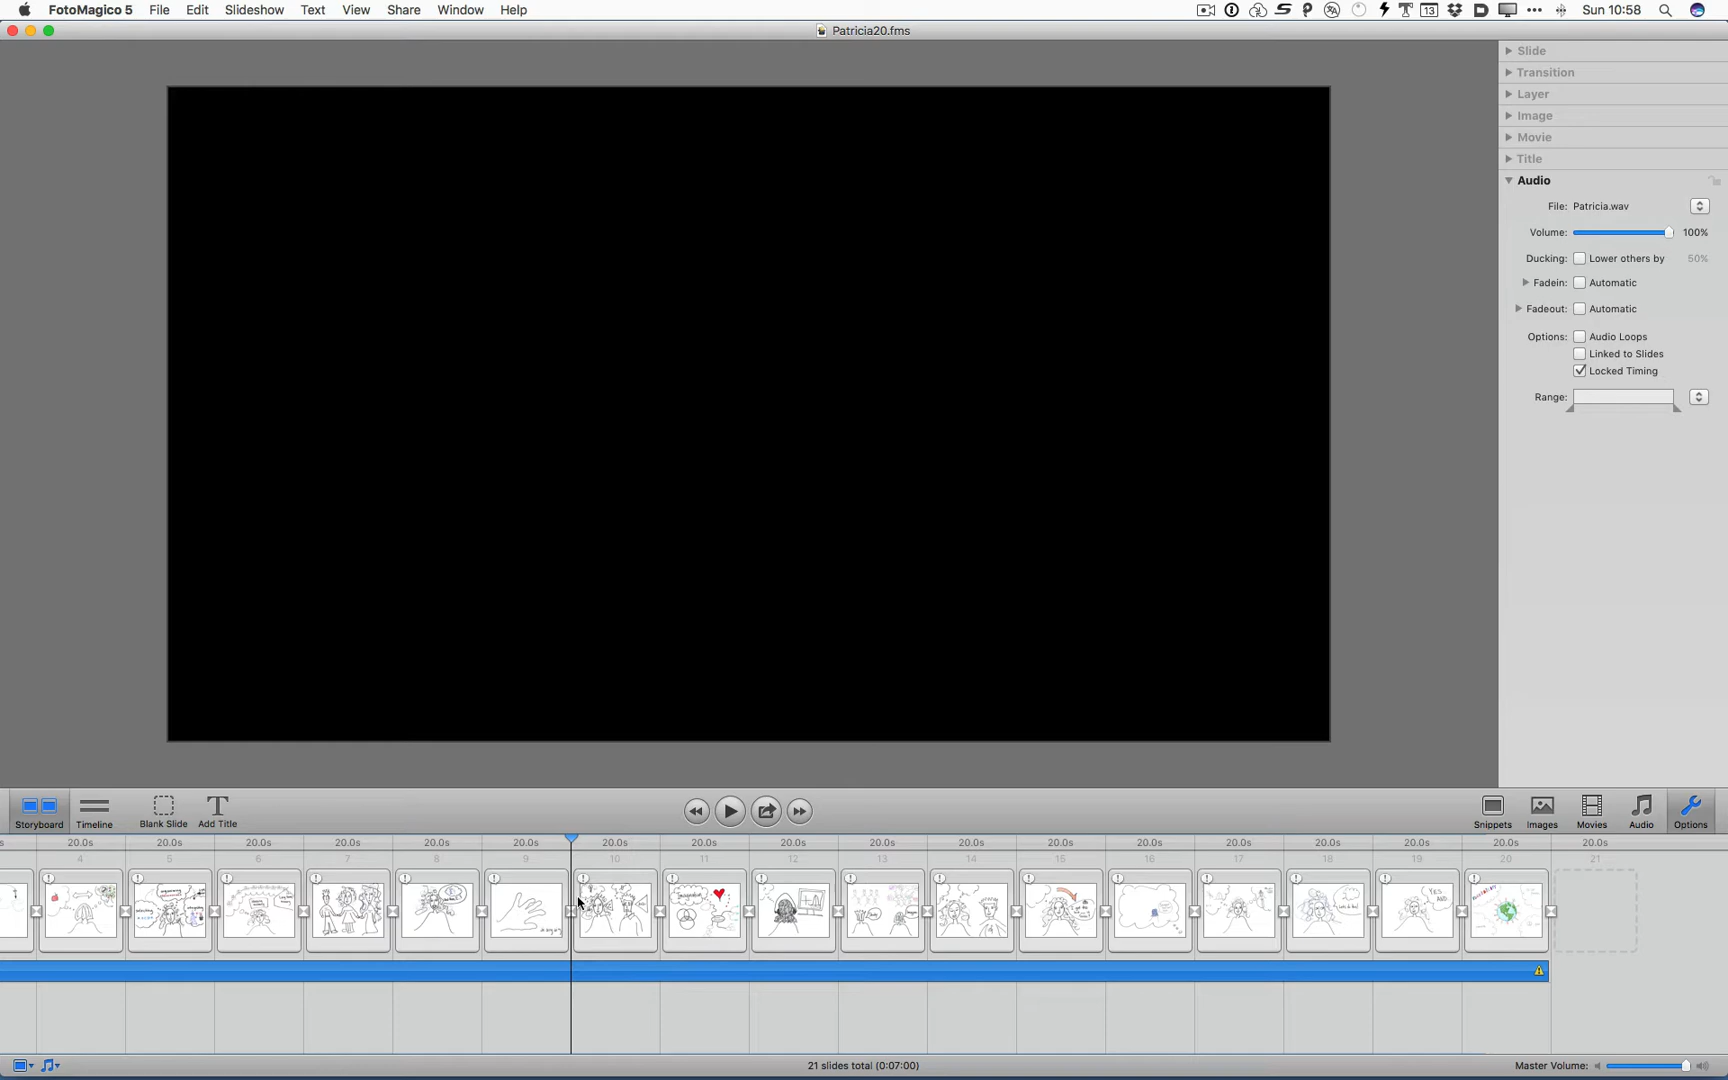 FotoMagico 5 File Edit Slideshow Text View Share Window Help
13 Sun 10:58
Patricia20.fms
Slide
Transition
Layer
Image
Movie
Title
Audio
File: Patricia.wav
Volume: 100%
Ducking: Lower others by 50%
Fadein: Automatic
Fadeout: Automatic
Options: Audio Loops
Linked to Slides
Locked Timing
Range:
Storyboard Timeline Blank Slide Add Title
Snippets Images Movies Audio Options
s 20.0s 20.0s 20.0s 20.0s 20.0s 20.0s 20.0s 20.0s 20.0s 20.0s 20.0s 20.0s 20.0s 20.0s 20.0s 20.0s 20.0s 20.0s
4 5 6 7 8 9 10 11 12 13 14 15 16 17 18 19 20 21
YES
AND
21 slides total (0:07:00)
Master Volume: